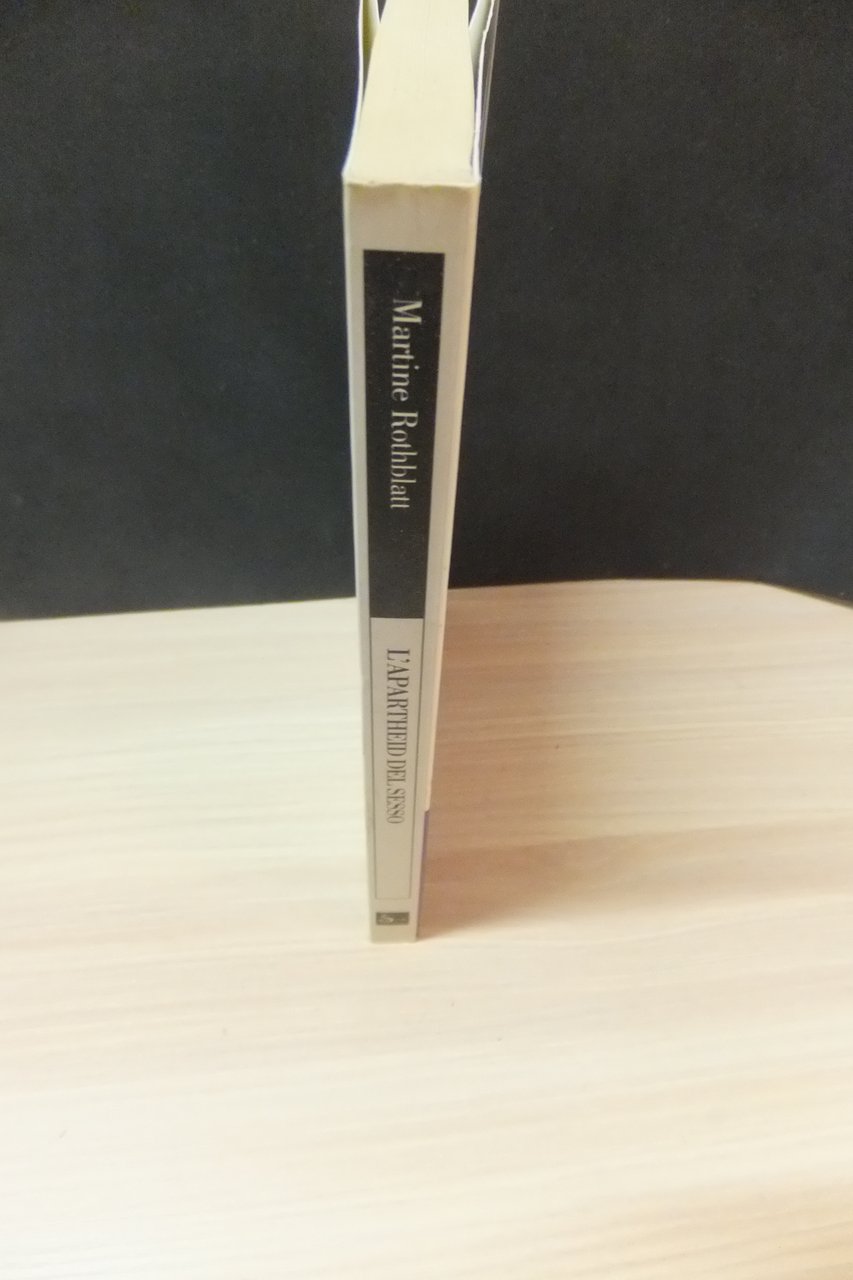 Martine Rothblatt
L'APARTHEID DEL SESSO